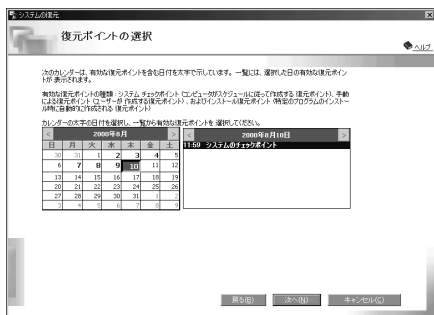 システムの復元
復元ポイントの選択
ヘルプ
次のカレンダーは、有効な復元ポイントを含む日付を太字で示しています。一覧には、選択した日の有効な復元ポイン
トが 表示されます。
有効な復元ポイントの種類 : システム チェックポイント (コンピュータがスケジュールに従って作成する 復元ポイント)、手動
による復元ポイント (ユーザーが 作成する復元ポイント) 、およびインストール復元ポイント (特定のプログラムのインストー
ル時に自動的に作成される 復元ポイント)
カレンダーの太字の日付を選択し、一覧から有効な復元ポイントを 選択してください。
< 2000年8月 >
日 月 火 水 木 金 土
30 31 1 2 3 4 5
6 7 8 9 10 11 12
13 14 15 16 17 18 19
20 21 22 23 24 25 26
27 28 29 30 31 1 2
3 4 5 6 7 8 9
< 2000年8月10日 >
11:59 システムのチェックポイント
戻る(B) 次へ(N) キャンセル(C)